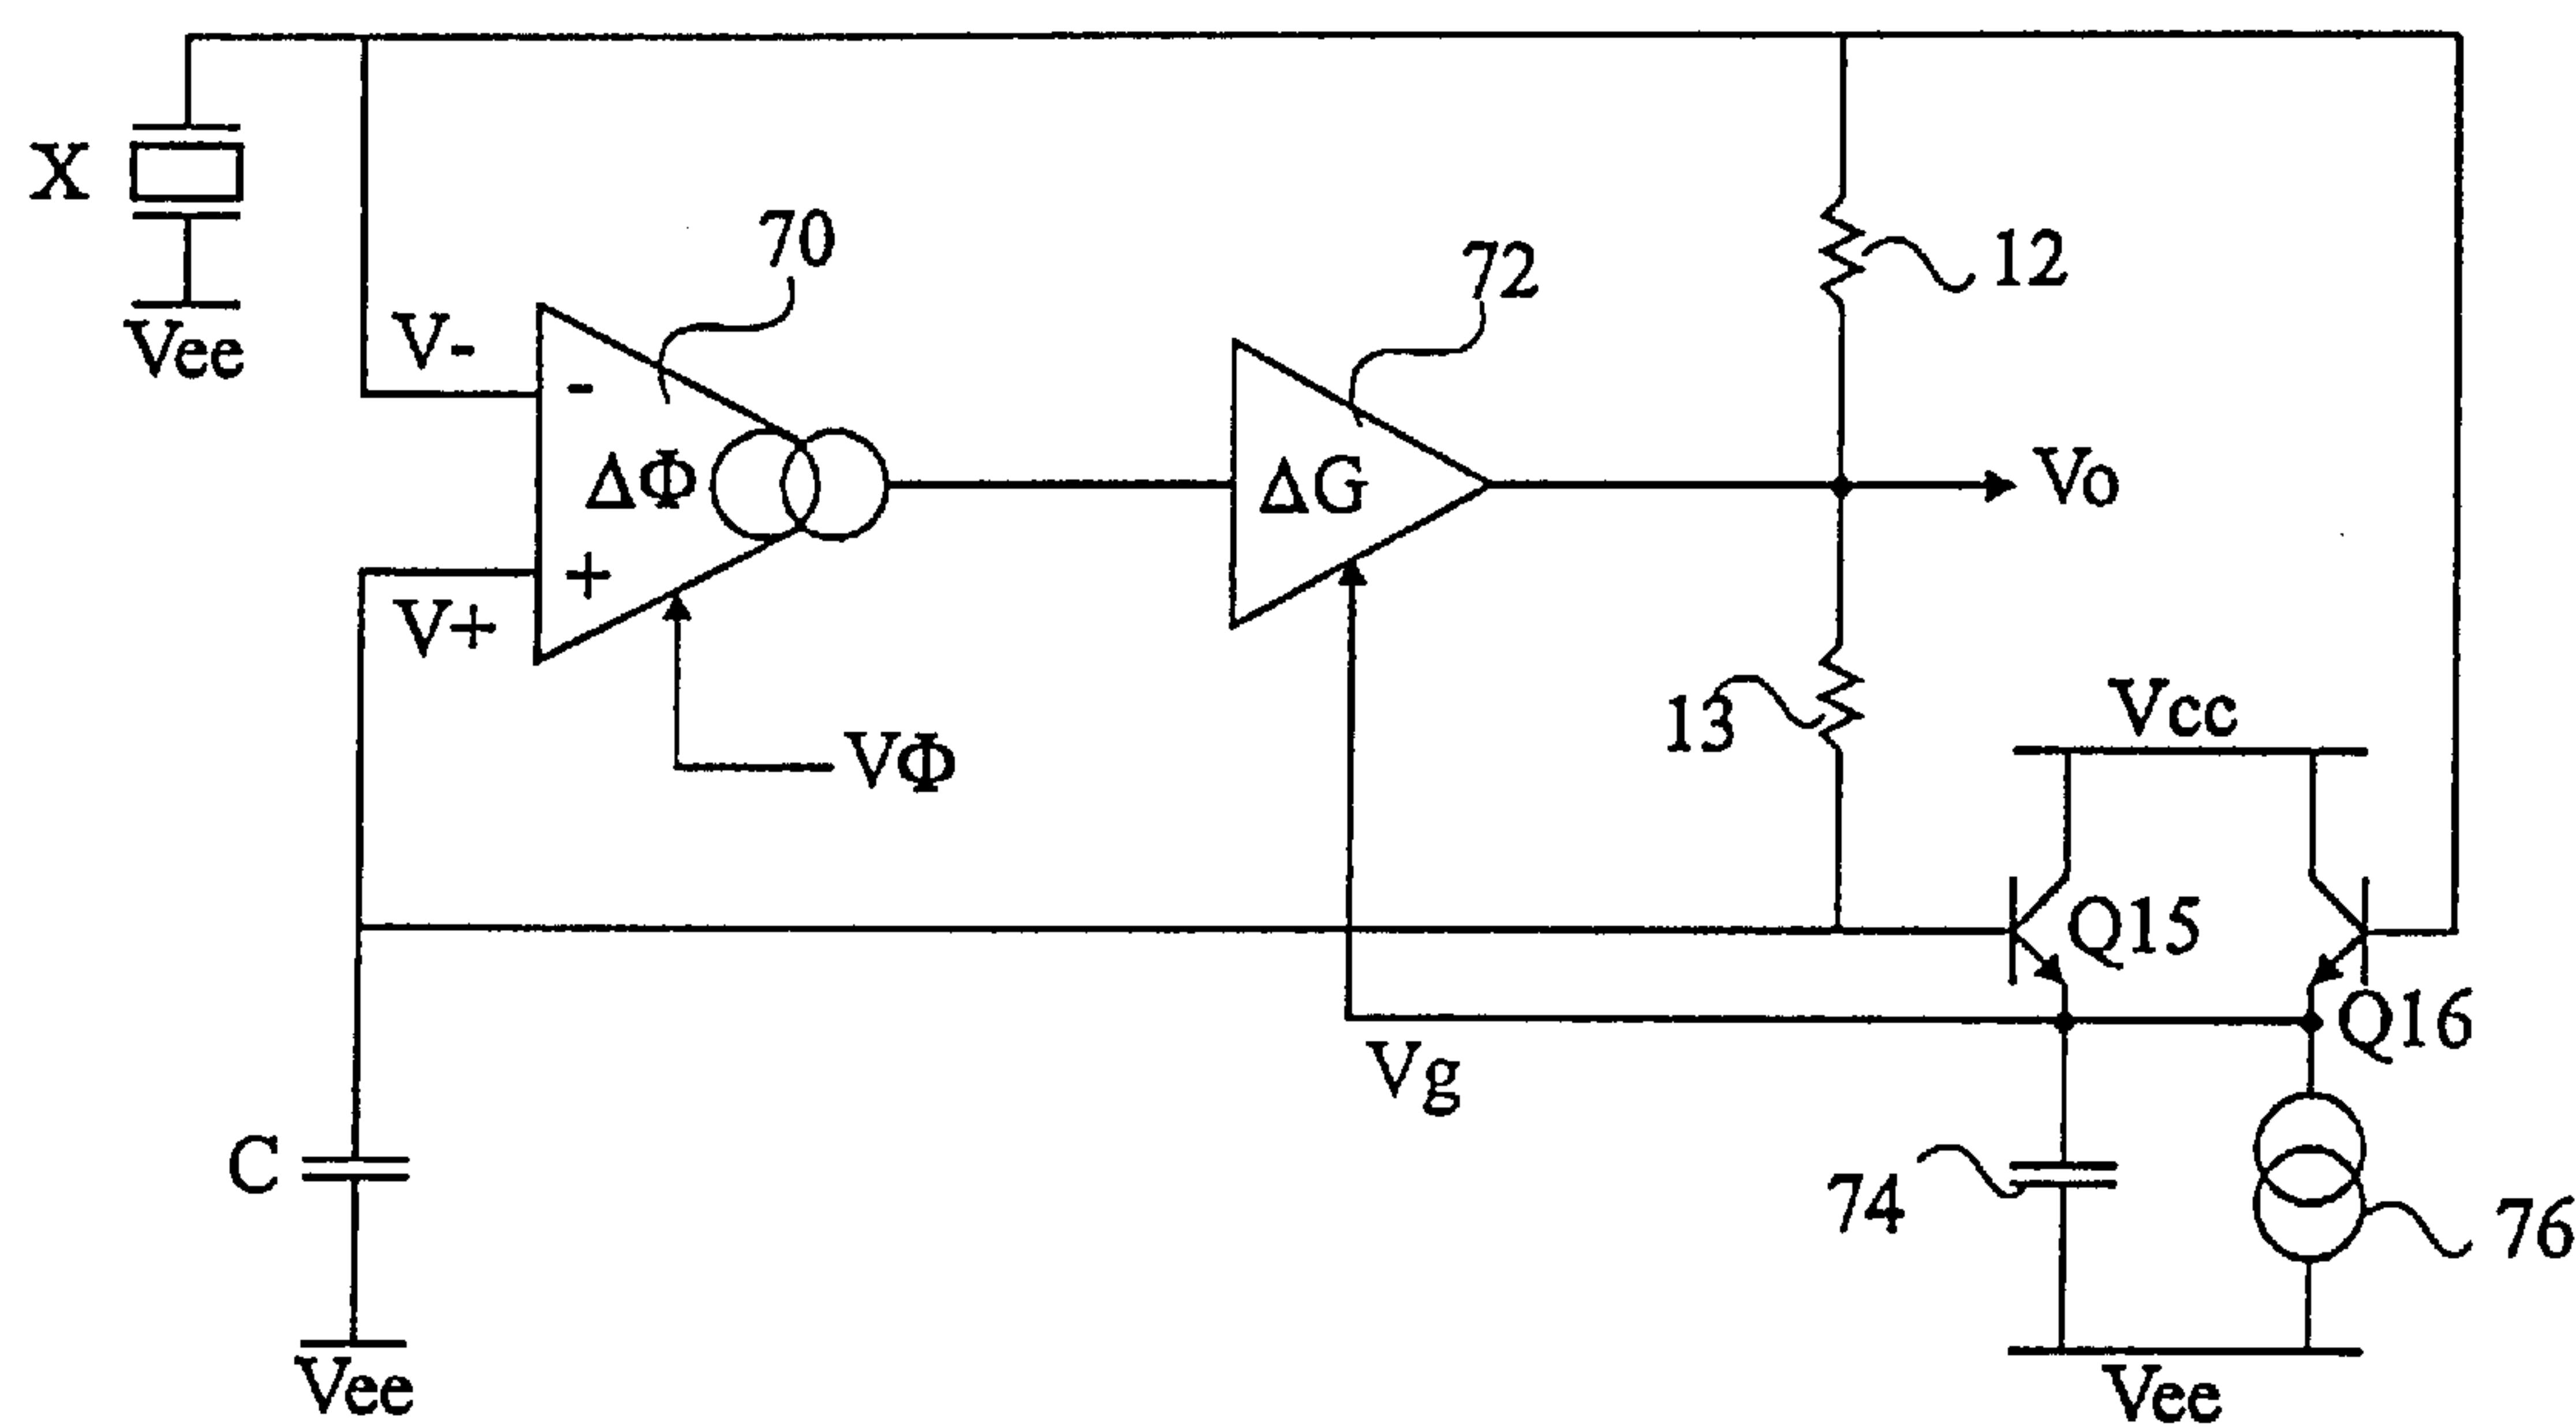 X
Vee
V-
-
70
ΔΦ
+
V+
VΦ
72
ΔG
12
Vo
13
Vcc
Q15
Q16
Vg
C
Vee
74
76
Vee